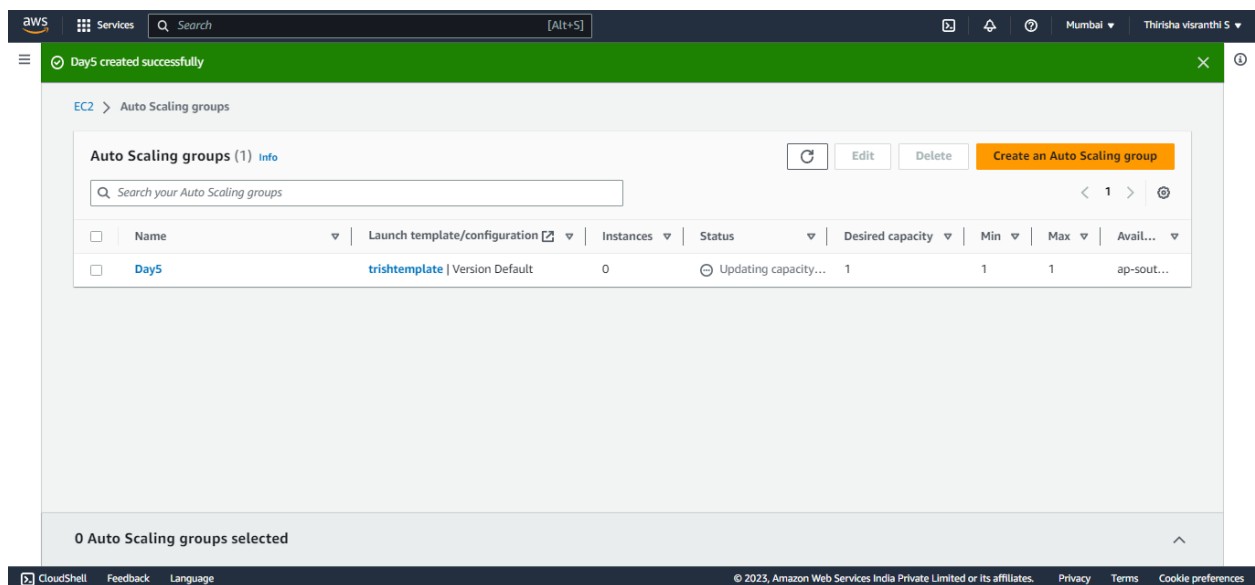 aws Services Search [Alt+S] Mumbai Thirisha visranthi S
Day5 created successfully
EC2 > Auto Scaling groups
Auto Scaling groups (1) Info Edit Delete Create an Auto Scaling group
Search your Auto Scaling groups < 1 >
Name Launch template/configuration Instances Status Desired capacity Min Max Avail...
Day5 trishtemplate | Version Default 0 Updating capacity... 1 1 1 ap-sout...
0 Auto Scaling groups selected
CloudShell Feedback Language © 2023, Amazon Web Services India Private Limited or its affiliates. Privacy Terms Cookie preferences